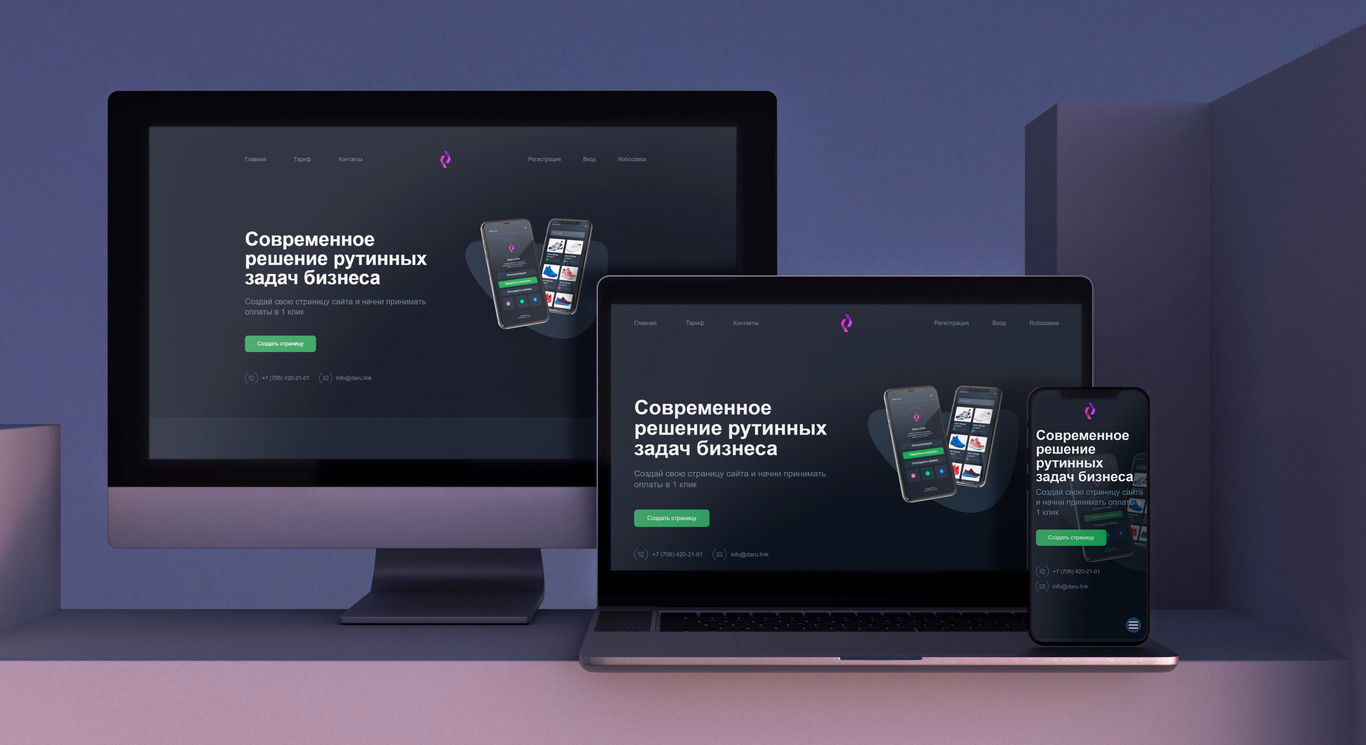 Главная Тариф Контакты Регистрация Вход Robocassa
Современное
решение рутинных
задач бизнеса
Создай свою страницу сайта и начни принимать
оплаты в 1 клик
Создать страницу
+7 (706) 420-21-01 info@daru.link
Главная Тариф Контакты Регистрация Вход Robocassa
Современное
решение рутинных
задач бизнеса
Создай свою страницу сайта и начни принимать
оплаты в 1 клик
Создать страницу
+7 (706) 420-21-01 info@daru.link
Современное
решение
рутинных
задач бизнеса
Создай свою страницу сайта
и начни принимать оплаты в
1 клик
Создать страницу
+7 (706) 420-21-01
info@daru.link